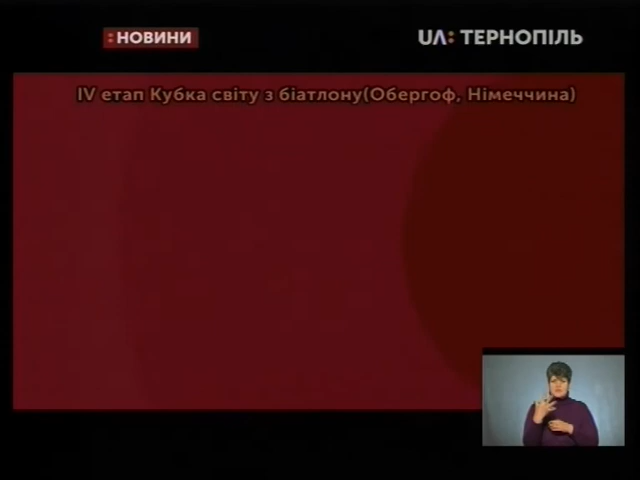 :НОВИНИ
UA: ТЕРНОПІЛЬ
IV етап Кубка світу з біатлону(Обергоф, Німеччина)